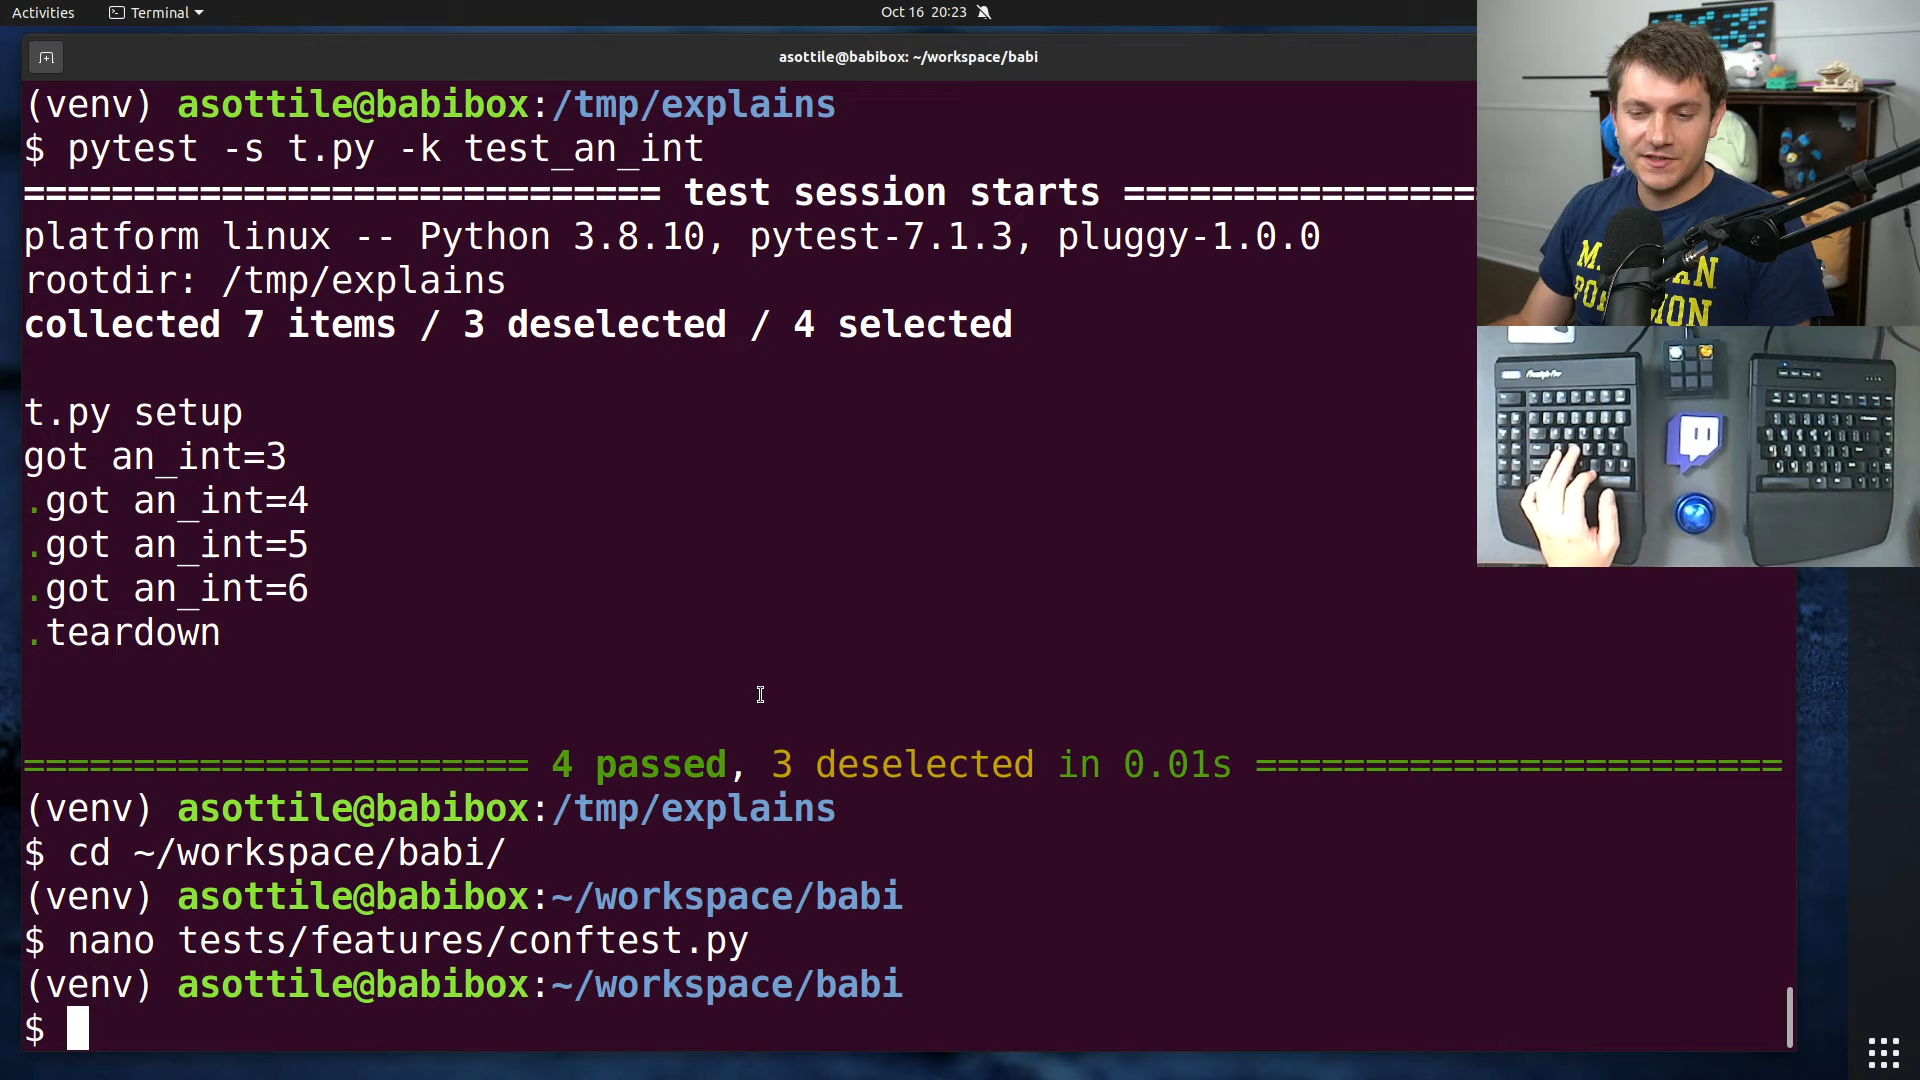 Activities
Terminal
Oct 16 20:23
asottile@babibox: ~/workspace/babi
(venv) asottile@babibox:/tmp/explains
$ pytest -s t.py -k test_an_int
============================= test session starts ================
platform linux -- Python 3.8.10, pytest-7.1.3, pluggy-1.0.0
rootdir: /tmp/explains
collected 7 items / 3 deselected / 4 selected
t.py setup
got an_int=3
.got an_int=4
.got an_int=5
.got an_int=6
.teardown
======================= 4 passed, 3 deselected in 0.01s ========================
(venv) asottile@babibox:/tmp/explains
$ cd ~/workspace/babi/
(venv) asottile@babibox:~/workspace/babi
$ nano tests/features/conftest.py
(venv) asottile@babibox:~/workspace/babi
$